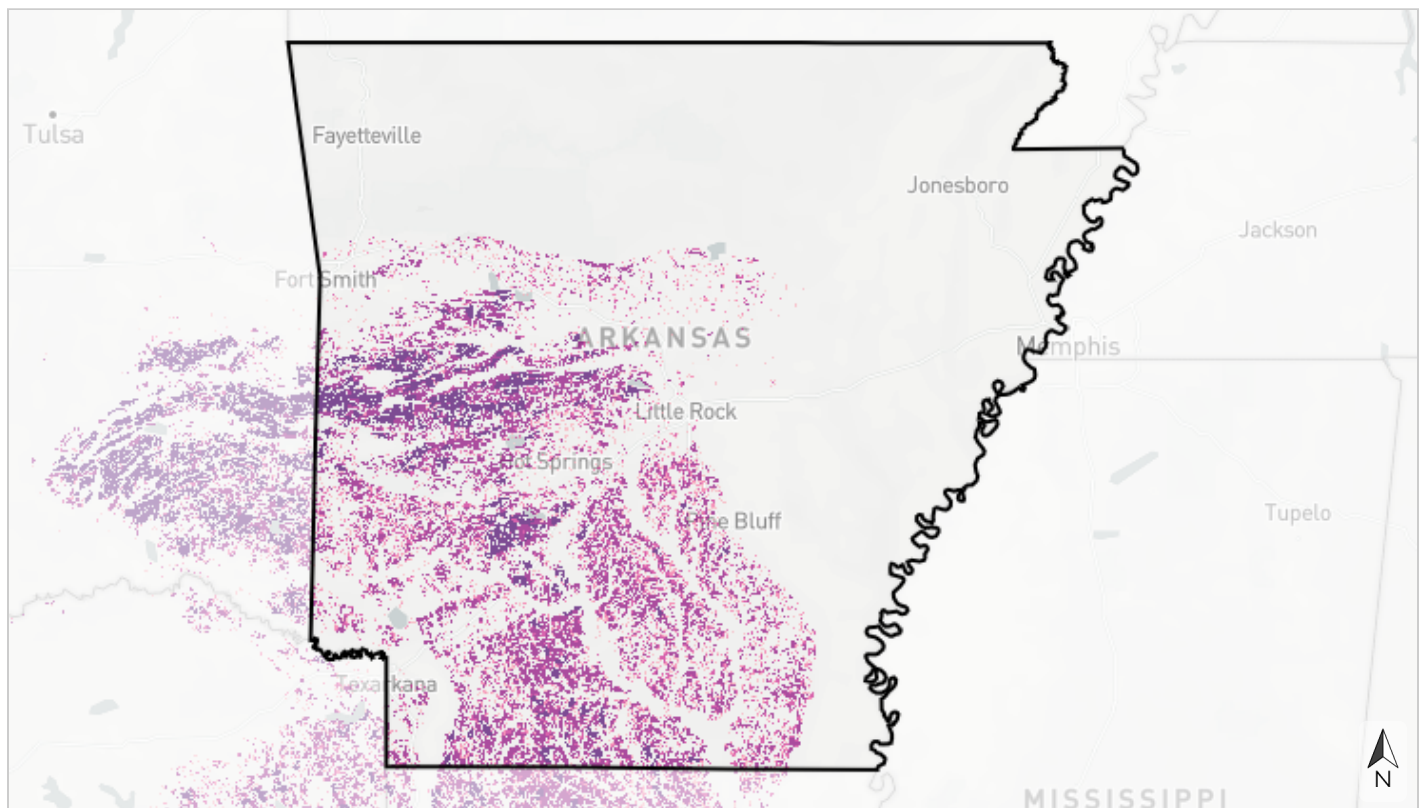 Tulsa
Fayetteville
Jonesboro
Jackson
Fort Smith
ARKANSAS
Memphis
Little Rock
Hot Springs
Pine Bluff
Tupelo
Texarkana
MISSISSIPPI
N